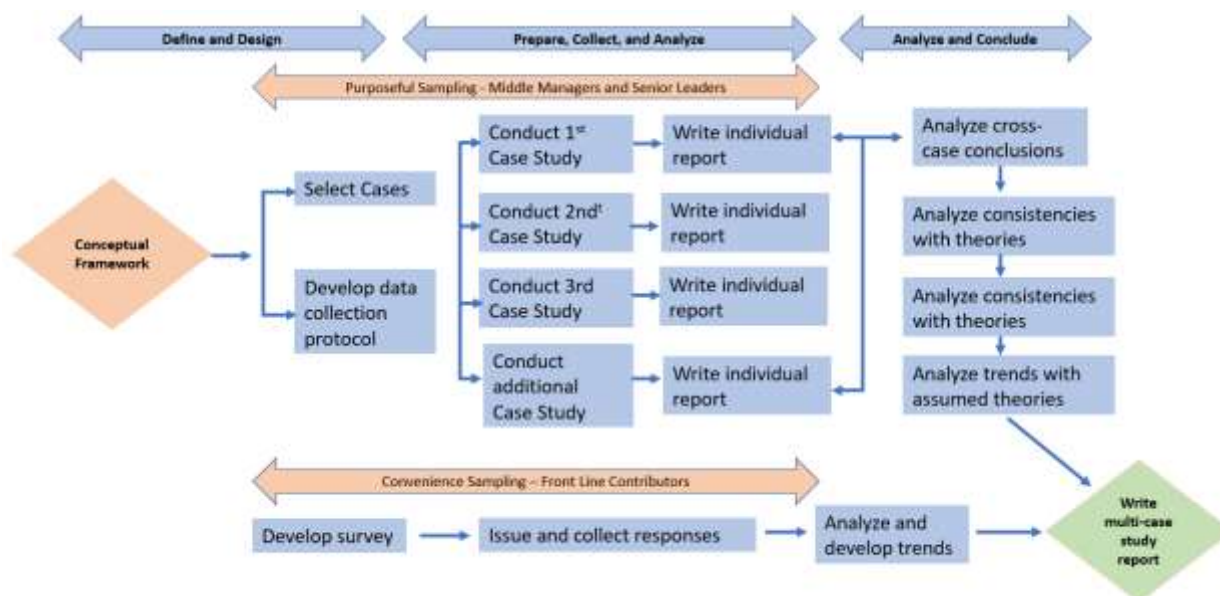 Define and Design
Prepare, Collect, and Analyze
Analyze and Conclude
Purposeful Sampling - Middle Managers and Senior Leaders
Conceptual
Framework
Select Cases
Develop data
collection
protocol
Conduct 1st
Case Study
Write individual
report
Conduct 2ndt
Case Study
Write individual
report
Conduct 3rd
Case Study
Write individual
report
Conduct
additional
Case Study
Write individual
report
Analyze cross-
case conclusions
Analyze consistencies
with theories
Analyze consistencies
with theories
Analyze trends with
assumed theories
Convenience Sampling – Front Line Contributors
Develop survey
Issue and collect responses
Analyze and
develop trends
Write
multi-case
study
report